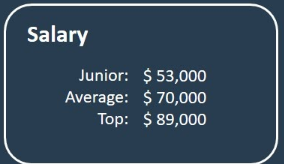 Salary
Junior: $ 53,000
Average: $ 70,000
Top: $ 89,000